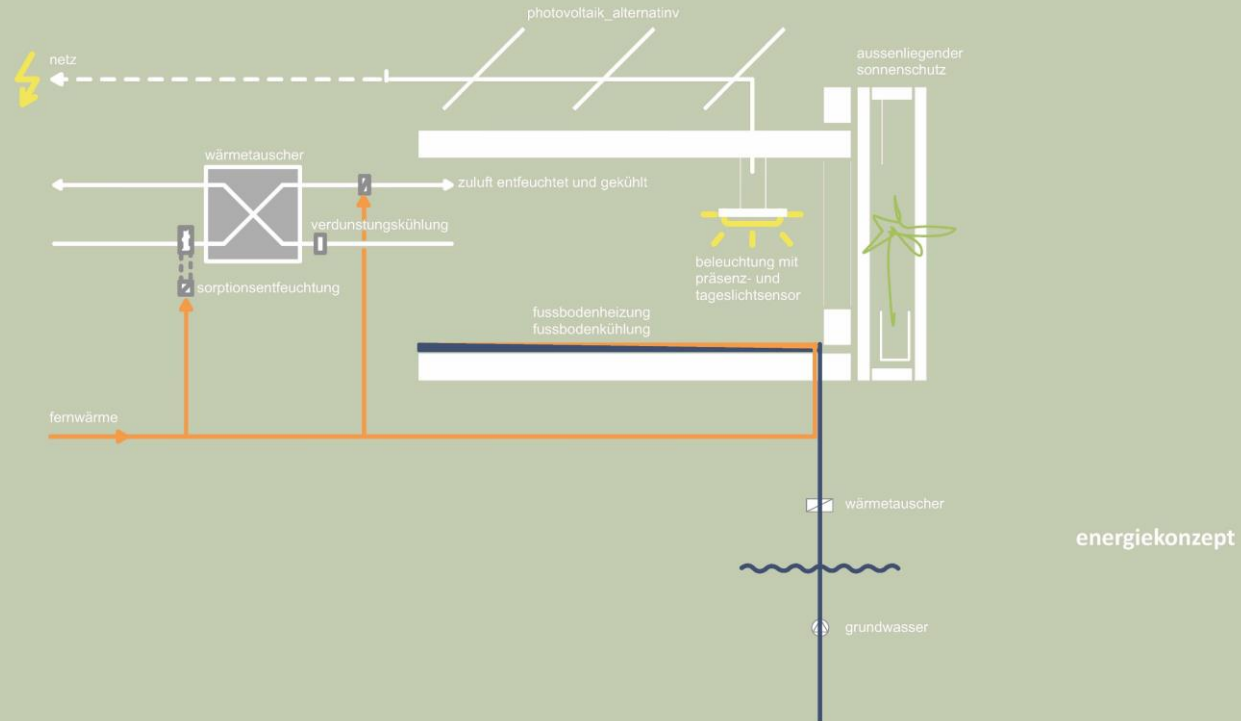 photovoltaik_alternatinv
netz
aussenliegender
sonnenschutz
wärmetauscher
zuluft entfeuchtet und gekühlt
verdunstungskühlung
beleuchtung mit
präsenz- und
tageslichtsensor
sorptionsentfeuchtung
fussbodenheizung
fussbodenkühlung
fernwärme
wärmetauscher
energiekonzept
grundwasser